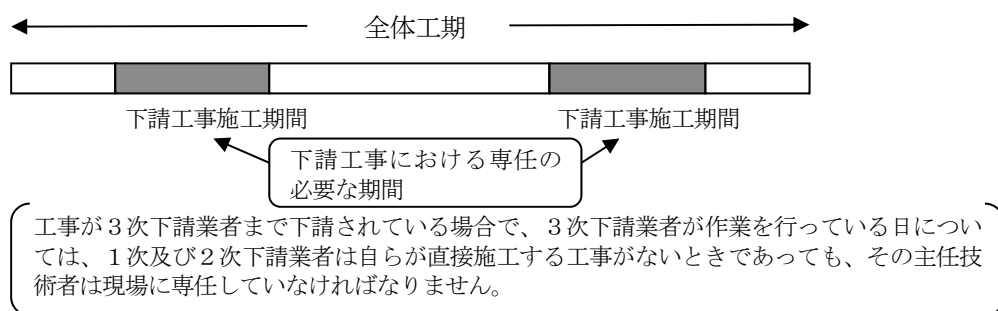 全体工期
下請工事施工期間 下請工事施工期間
下請工事における専任の
必要な期間
工事が３次下請業者まで下請されている場合で、３次下請業者が作業を行っている日につい
ては、１次及び２次下請業者は自らが直接施工する工事がないときであっても、その主任技
術者は現場に専任していなければなりません。